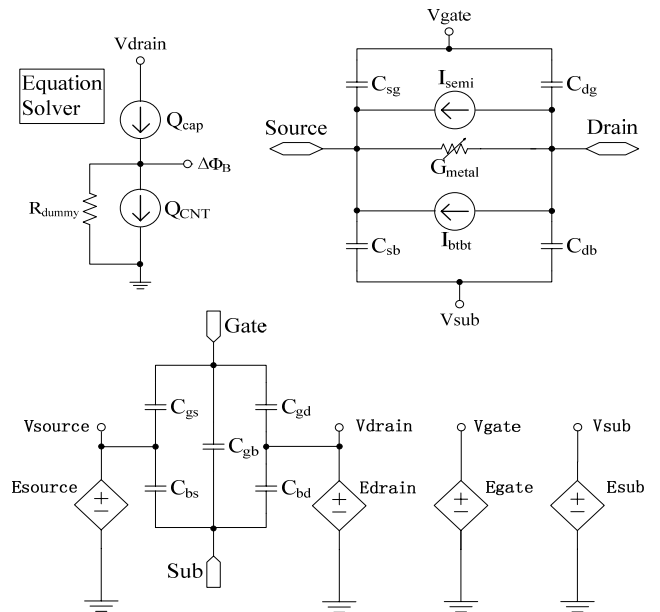 Vdrain
Equation
Solver
Qcap
ΔΦB
Rdummy
QCNT
Vgate
Csg
Isemi
Cdg
Source
Drain
Gmetal
Csb
Ibtbt
Cdb
Vsub
Gate
Cgs
Cgd
Vsource
Cgb
Vdrain
Vgate
Vsub
Esource
Cbs
Cbd
Edrain
Egate
Esub
Sub